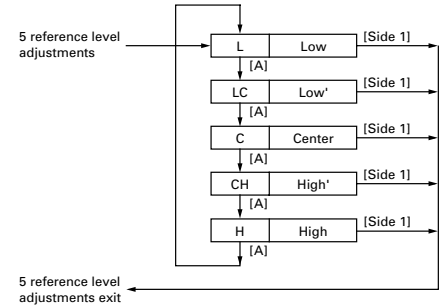 5 reference level
adjustments
L Low [Side 1]
[A]
LC Low' [Side 1]
[A]
C Center [Side 1]
[A]
CH High' [Side 1]
[A]
H High [Side 1]
[A]
5 reference level
adjustments exit